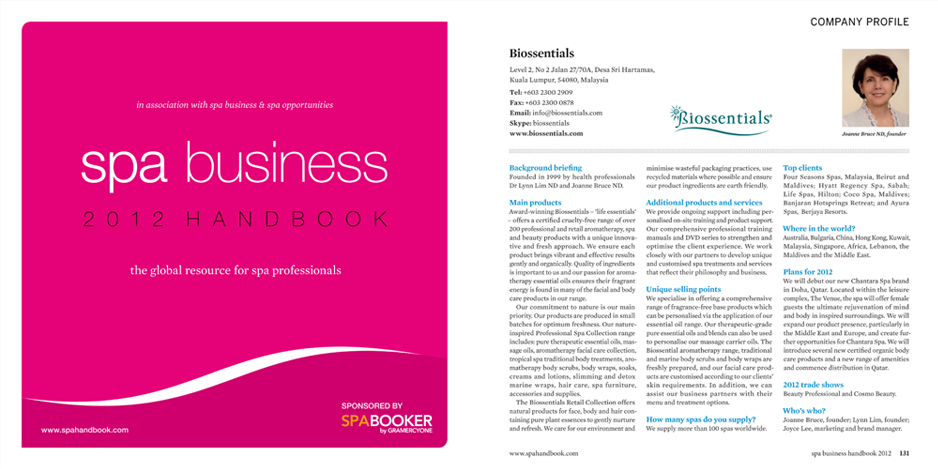 in association with spa business & spa opportunities
spa business
2012 HANDBOOK
the global resource for spa professionals
www.spahandbook.com
SPONSORED BY
SPABOOKER
by GRAMERCYONE
COMPANY PROFILE
Biossentials
Level 2, No 2 Jalan 27/70A, Desa Sri Hartamas,
Kuala Lumpur, 54080, Malaysia
Tel: +603 2300 2909
Fax: +603 2300 0878
Email: info@biossentials.com
Skype: biossentials
www.biossentials.com
Biossentials®
Joanne Bruce ND, founder
Background briefing
Founded in 1999 by health professionals
Dr Lynn Lim ND and Joanne Bruce ND.
Main products
Award-winning Biossentials – 'life essentials'
- offers a certified cruelty-free range of over
200 professional and retail aromatherapy, spa
and beauty products with a unique innova-
tive and fresh approach. We ensure each
product brings vibrant and effective results
gently and organically. Quality of ingredients
is important to us and our passion for aroma-
therapy essential oils ensures their fragrant
energy is found in many of the facial and body
care products in our range.
Our commitment to nature is our main
priority. Our products are produced in small
batches for optimum freshness. Our nature-
inspired Professional Spa Collection range
includes: pure therapeutic essential oils, mas-
sage oils, aromatherapy facial care collection,
tropical spa traditional body treatments, aro-
matherapy body scrubs, body wraps, soaks,
creams and lotions, slimming and detox
marine wraps, hair care, spa furniture,
accessories and supplies.
The Biossentials Retail Collection offers
natural products for face, body and hair con-
taining pure plant essences to gently nurture
and refresh. We care for our environment and
minimise wasteful packaging practices, use
recycled materials where possible and ensure
our product ingredients are earth friendly.
Additional products and services
We provide ongoing support including per-
sonalised on-site training and product support.
Our comprehensive professional training
manuals and DVD series to strengthen and
optimise the client experience. We work
closely with our partners to develop unique
and customised spa treatments and services
that reflect their philosophy and business.
Unique selling points
We specialise in offering a comprehensive
range of fragrance-free base products which
can be personalised via the application of our
essential oil range. Our therapeutic-grade
pure essential oils and blends can also be used
to personalise our massage carrier oils. The
Biossential aromatherapy range, traditional
and marine body scrubs and body wraps are
freshly prepared, and our facial care prod-
ucts are customised according to our clients'
skin requirements. In addition, we can
assist our business partners with their
menu and treatment options.
How many spas do you supply?
We supply more than 100 spas worldwide.
Top clients
Four Seasons Spas, Malaysia, Beirut and
Maldives; Hyatt Regency Spa, Sabah;
Life Spas, Hilton; Coco Spa, Maldives;
Banjaran Hotsprings Retreat; and Ayura
Spas, Berjaya Resorts.
Where in the world?
Australia, Bulgaria, China, Hong Kong, Kuwait,
Malaysia, Singapore, Africa, Lebanon, the
Maldives and the Middle East.
Plans for 2012
We will debut our new Chantara Spa brand
in Doha, Qatar. Located within the leisure
complex, The Venue, the spa will offer female
guests the ultimate rejuvenation of mind
and body in inspired surroundings. We will
expand our product presence, particularly in
the Middle East and Europe, and create fur-
ther opportunities for Chantara Spa. We will
introduce several new certified organic body
care products and a new range of amenities
and commence distribution in Qatar.
2012 trade shows
Beauty Professional and Cosmo Beauty.
Who's who?
Joanne Bruce, founder; Lynn Lim, founder;
Joyce Lee, marketing and brand manager.
www.spahandbook.com
spa business handbook 2012 131